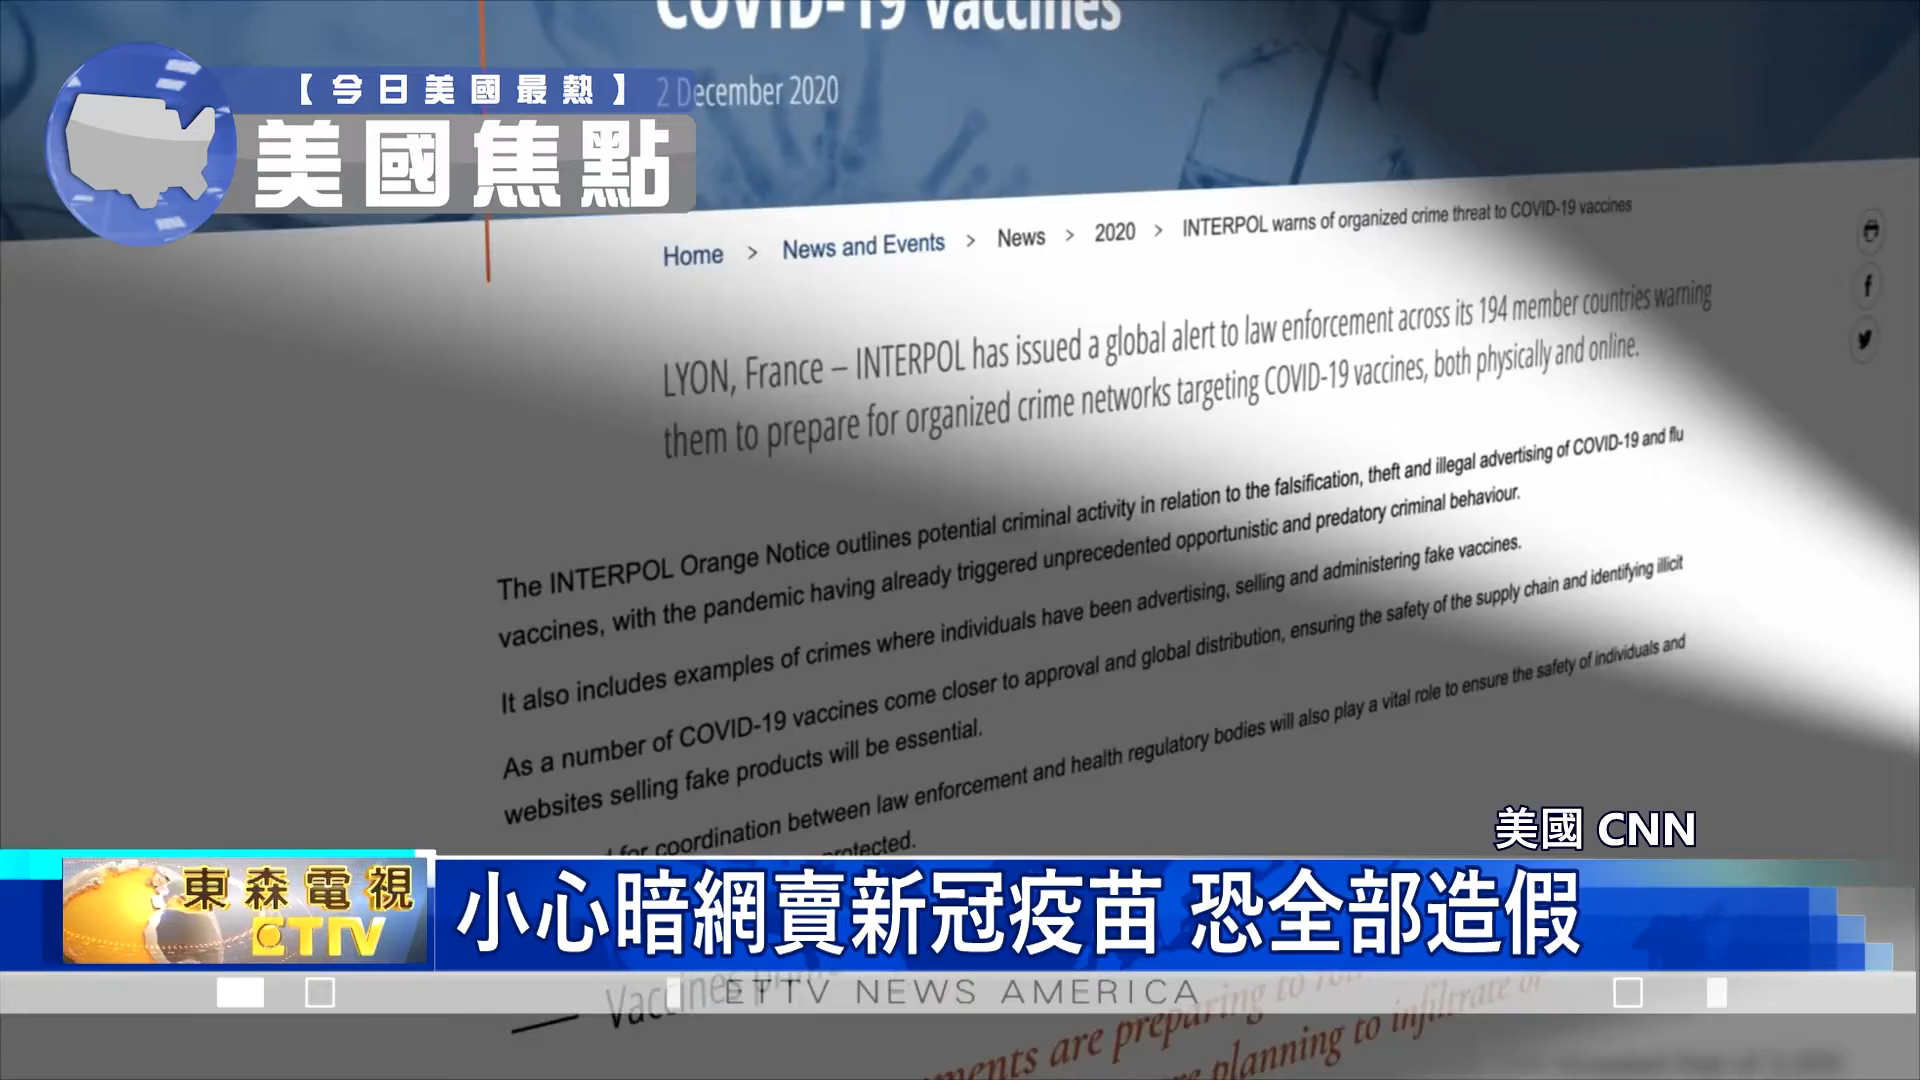 COVID-19 vaccines
【今日美國最熱】
2 December 2020
美國焦點
Home > News and Events > News > 2020 > INTERPOL warns of organized crime threat to COVID-19 vaccines
LYON, France – INTERPOL has issued a global alert to law enforcement across its 194 member countries warning
them to prepare for organized crime networks targeting COVID-19 vaccines, both physically and online.
The INTERPOL Orange Notice outlines potential criminal activity in relation to the falsification, theft and illegal advertising of COVID-19 and flu
vaccines, with the pandemic having already triggered unprecedented opportunistic and predatory criminal behaviour.
It also includes examples of crimes where individuals have been advertising, selling and administering fake vaccines.
As a number of COVID-19 vaccines come closer to approval and global distribution, ensuring the safety of the supply chain and identifying illicit
websites selling fake products will be essential.
for coordination between law enforcement and health regulatory bodies will also play a vital role to ensure the safety of individuals and
美國 CNN
東森電視
ETTV
小心暗網賣新冠疫苗 恐全部造假
Vaccines
ETTV NEWS AMERICA
are preparing to
planning to infiltrate or